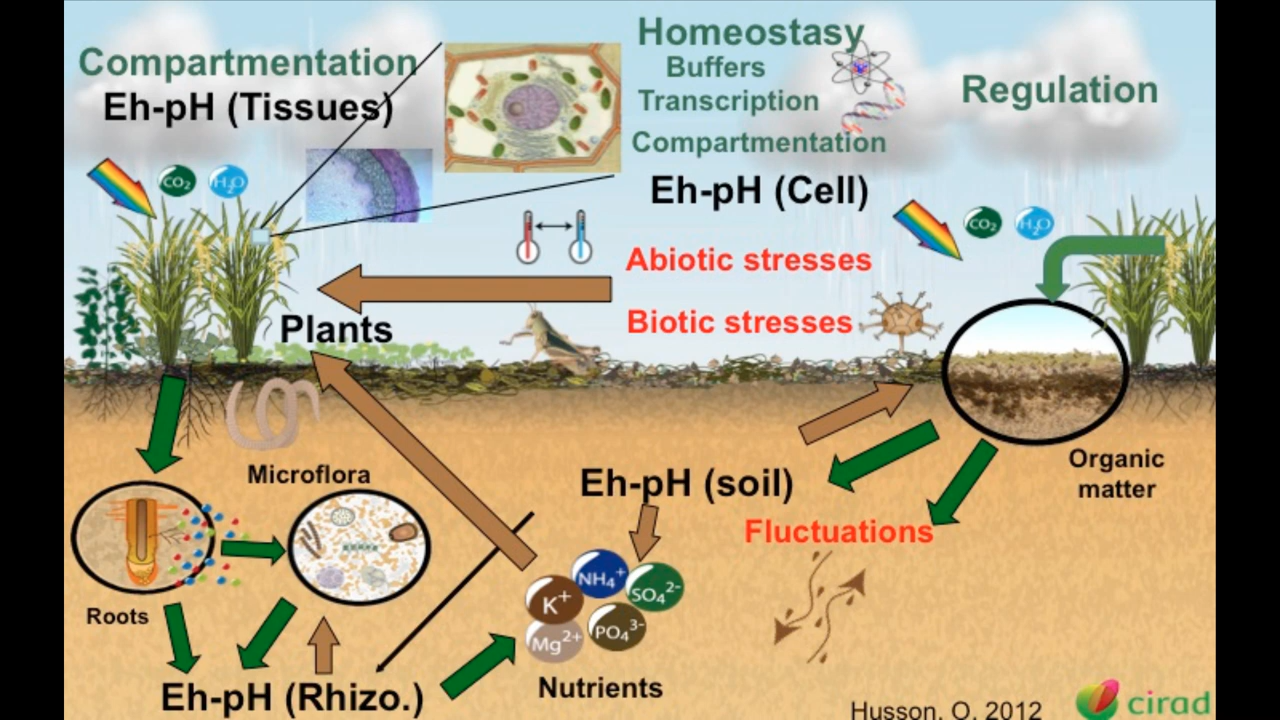 Compartmentation
Eh-pH (Tissues)
Homeostasy
Buffers
Transcription
Compartmentation
Eh-pH (Cell)
Regulation
CO₂
H₂O
CO₂
H₂O
Abiotic stresses
Biotic stresses
Plants
Microflora
Roots
Eh-pH (Rhizo.)
Eh-pH (soil)
Fluctuations
Organic
matter
NH₄⁺
SO₄²⁻
K⁺
PO₄³⁻
Mg²⁺
Nutrients
Husson, O, 2012
cirad